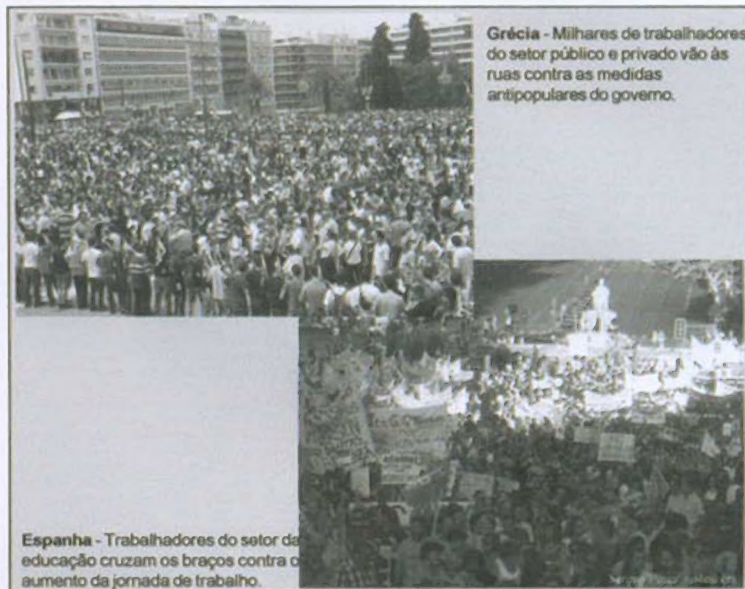 Grécia - Milhares de trabalhadores
do setor público e privado vão às
ruas contra as medidas
antipopulares do governo.
Espanha - Trabalhadores do setor da
educação cruzam os braços contra o
aumento da jornada de trabalho.